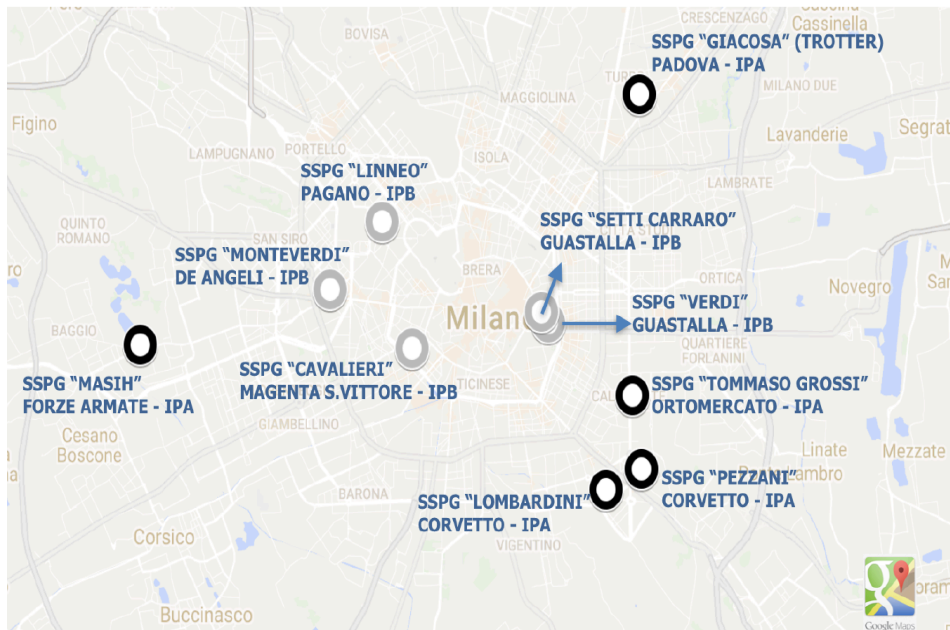 CRESCENZAGO
Cassinella
BOVISA
SSPG “GIACOSA” (TROTTER)
PADOVA - IPA
MAGGIOLINA
MILANO DUE
Figino
PORTELLO
LAMPUGNANO
ISOLA
Lavanderie
Segrat
SSPG “LINNEO”
PAGANO - IPB
LAMBRATE
QUINTO
ROMANO
SAN SIRO
SSPG “SETTI CARRARO”
GUASTALLA - IPB
CITTÀ STUDI
SSPG “MONTEVERDI”
DE ANGELI - IPB
BRERA
ORTICA
Novegro
SSPG “VERDI”
GUASTALLA - IPB
Milano
BAGGIO
QUARTIERE
FORLANINI
SSPG “CAVALIERI”
MAGENTA S.VITTORE - IPB
TICINESE
SSPG “MASIH”
FORZE ARMATE - IPA
SSPG “TOMMASO GROSSI”
ORTOMERCATO - IPA
GIAMBELLINO
Cesano
Boscone
Linate
Mezzate
SSPG “PEZZANI”
CORVETTO - IPA
BARONA
SSPG “LOMBARDINI”
CORVETTO - IPA
VIGENTINO
Corsico
Buccinasco
Google Maps